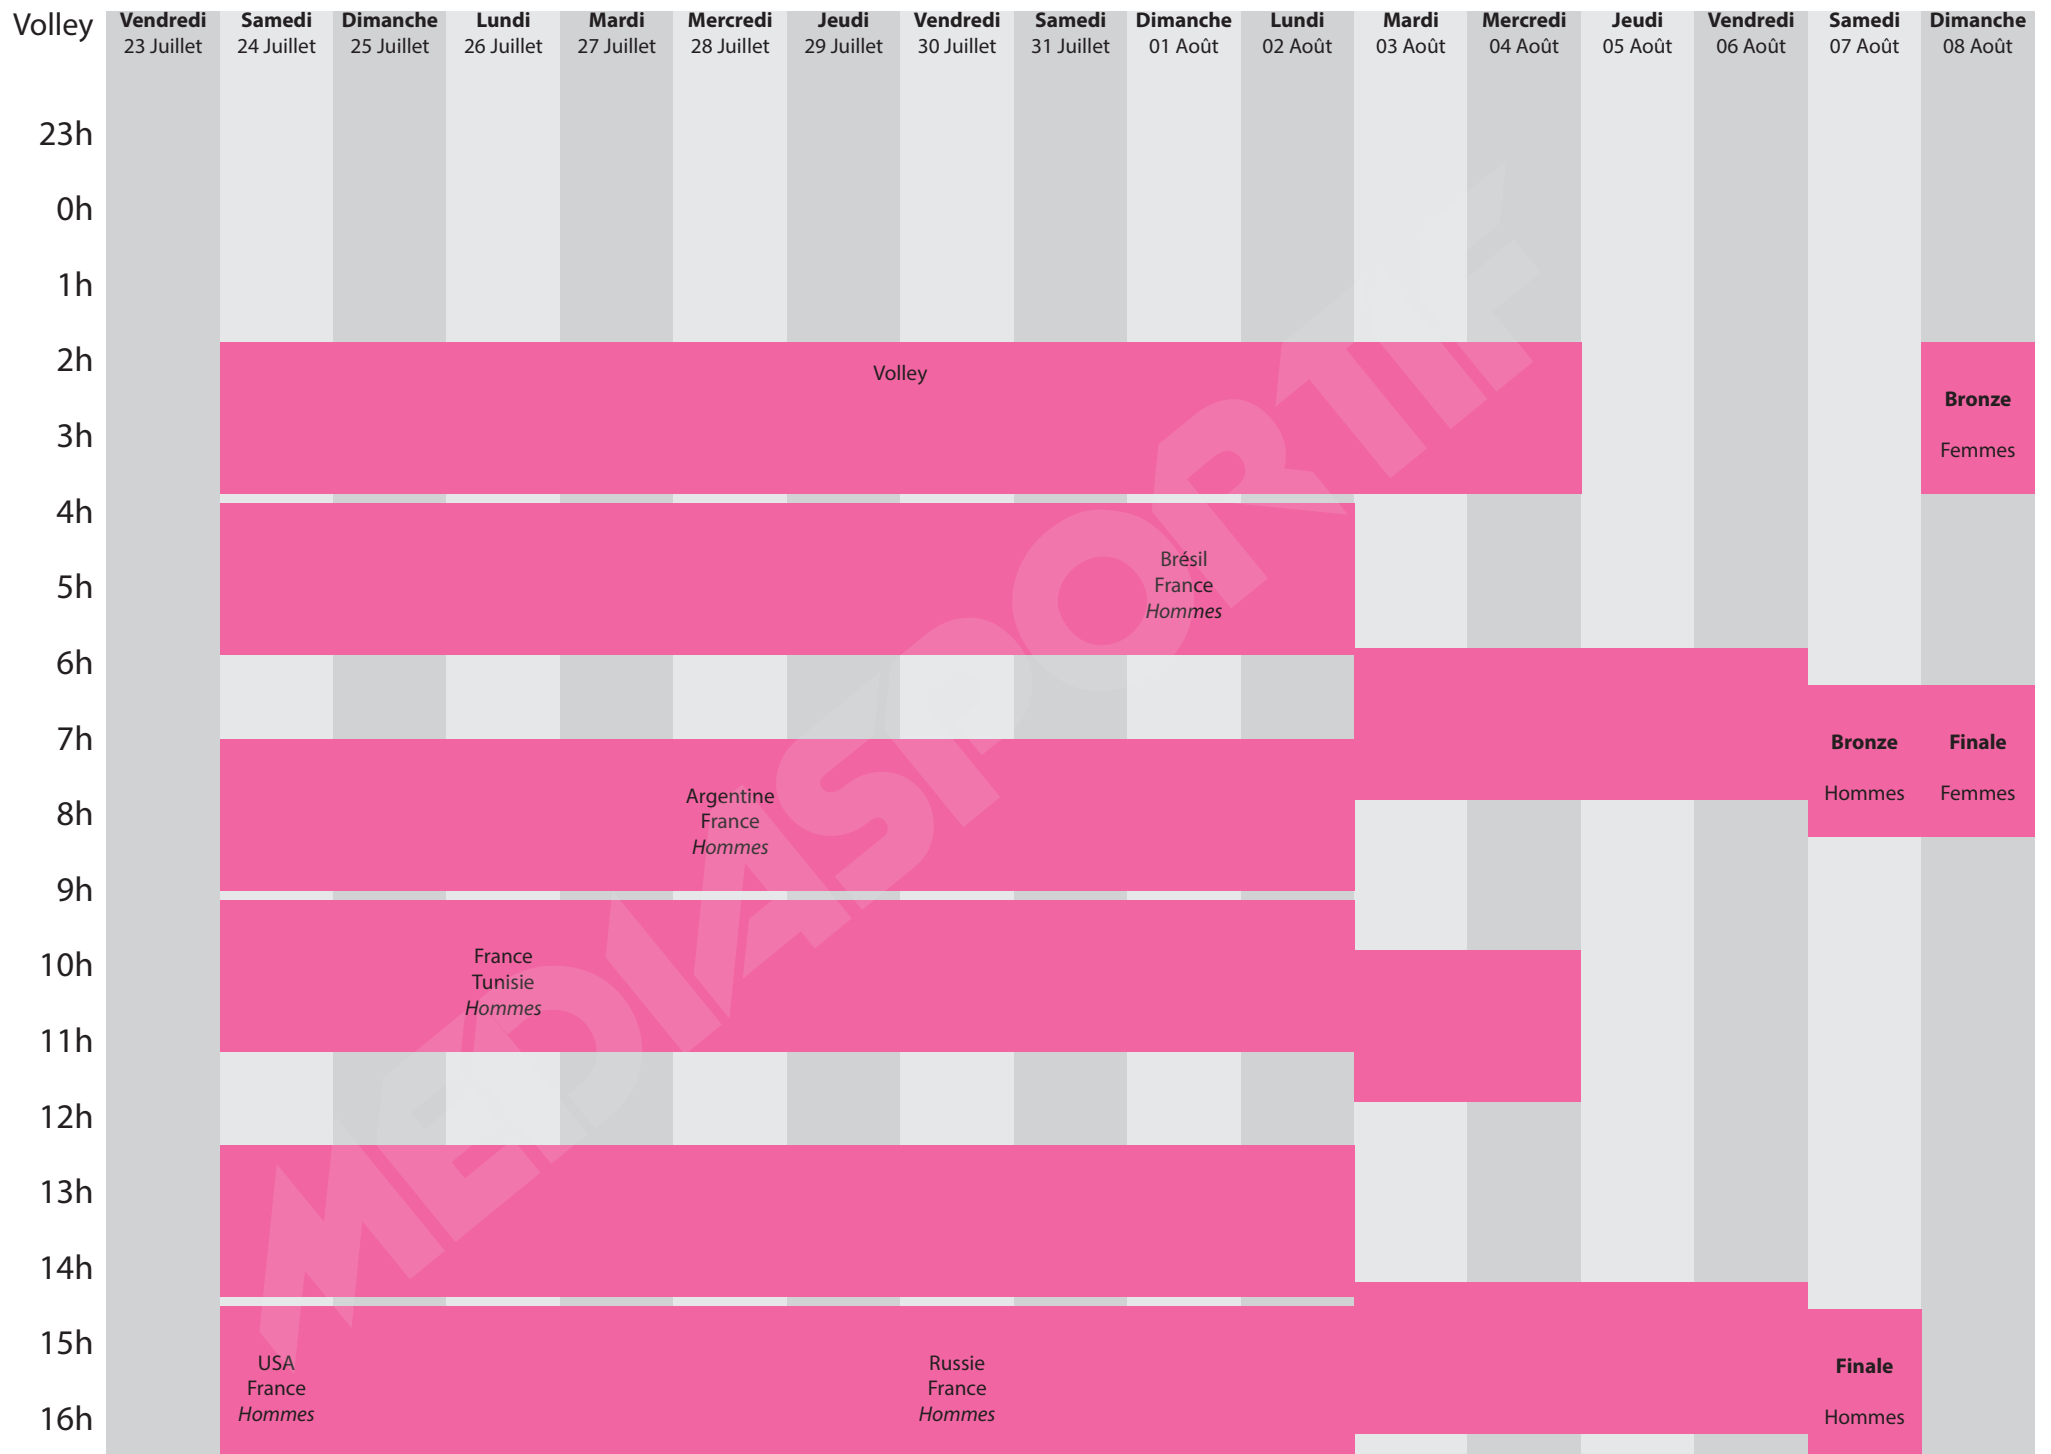 Volley
Vendredi
23 Juillet
Samedi
24 Juillet
Dimanche
25 Juillet
Lundi
26 Juillet
Mardi
27 Juillet
Mercredi
28 Juillet
Jeudi
29 Juillet
Vendredi
30 Juillet
Samedi
31 Juillet
Dimanche
01 Août
Lundi
02 Août
Mardi
03 Août
Mercredi
04 Août
Jeudi
05 Août
Vendredi
06 Août
Samedi
07 Août
Dimanche
08 Août
23h
0h
1h
2h
Volley
Bronze
3h
Femmes
4h
Brésil
5h
France
Hommes
6h
7h
Bronze
Hommes
Finale
Femmes
Argentine
8h
France
Hommes
9h
France
10h
Tunisie
Hommes
11h
12h
13h
14h
15h
USA
France
Hommes
Russie
France
Hommes
Finale
Hommes
16h
MEDIASPORTIF